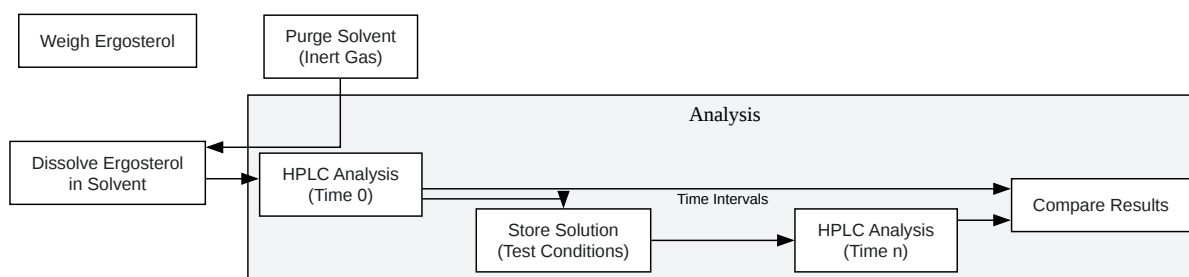 Weigh Ergosterol
Purge Solvent
(Inert Gas)
Analysis
Dissolve Ergosterol
in Solvent
HPLC Analysis
(Time 0)
Time Intervals
Compare Results
Store Solution
(Test Conditions)
HPLC Analysis
(Time n)